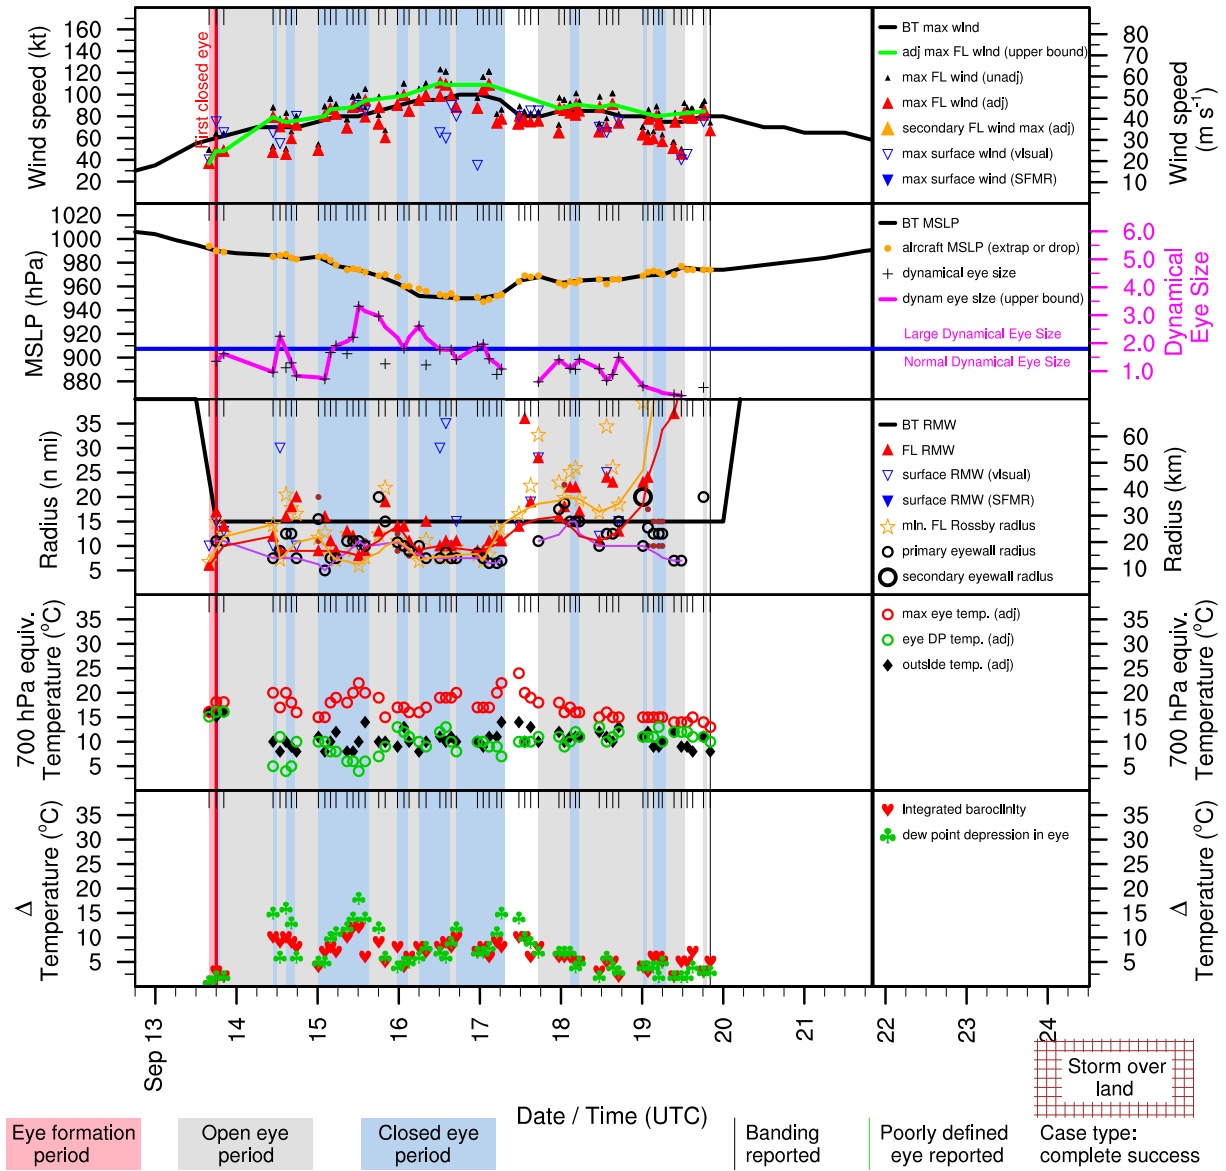 160
140
120
100
80
60
40
20
Wind speed (kt)
First closed eye
BT max wind
adj max FL wind (upper bound)
max FL wind (unadj)
max FL wind (adj)
secondary FL wind max (adj)
max surface wind (visual)
max surface wind (SFMR)
80
70
60
50
40
30
20
10
Wind speed
(m s-1)
1020
1000
980
960
940
920
900
880
MSLP (hPa)
BT MSLP
aircraft MSLP (extrap or drop)
dynamical eye size
dynam eye size (upper bound)
Large Dynamical Eye Size
Normal Dynamical Eye Size
6.0
5.0
4.0
3.0
2.0
1.0
Dynamical
Eye Size
35
30
25
20
15
10
5
Radius (n mi)
BT RMW
FL RMW
surface RMW (visual)
surface RMW (SFMR)
min. FL Rossby radius
primary eyewall radius
secondary eyewall radius
60
50
40
30
20
10
Radius (km)
35
30
25
20
15
10
5
700 hPa equiv.
Temperature (°C)
max eye temp. (adj)
eye DP temp. (adj)
outside temp. (adj)
35
30
25
20
15
10
5
700 hPa equiv.
Temperature (°C)
35
30
25
20
15
10
5
Δ
Temperature (°C)
integrated baroclinity
dew point depression in eye
35
30
25
20
15
10
5
Δ
Temperature (°C)
Sep 13
14
15
16
17
18
19
20
21
22
23
24
Date / Time (UTC)
Storm over
land
Eye formation
period
Open eye
period
Closed eye
period
Banding
reported
Poorly defined
eye reported
Case type:
complete success